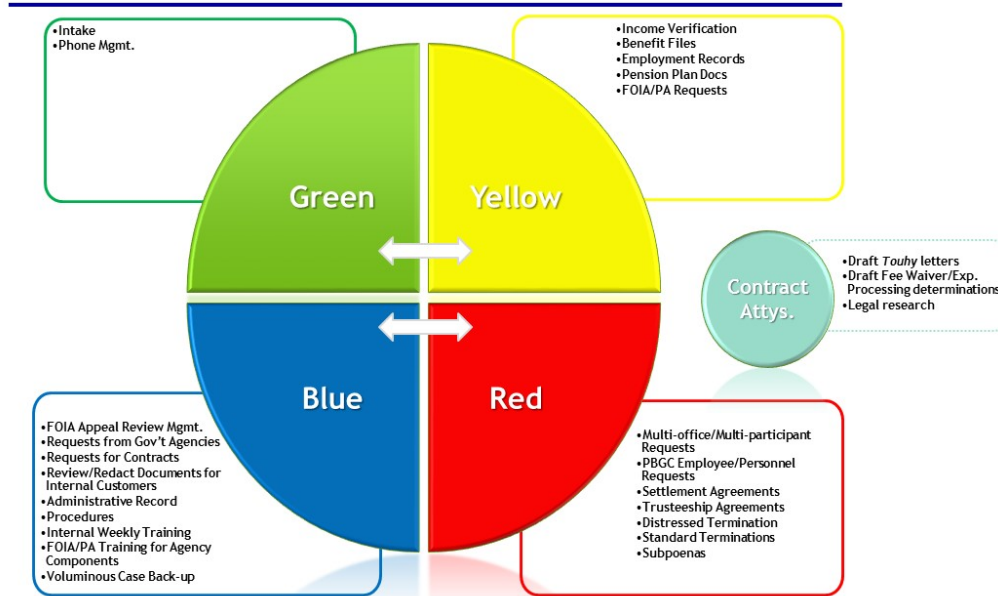 •Intake
•Phone Mgmt.
•Income Verification
•Benefit Files
•Employment Records
•Pension Plan Docs
•FOIA/PA Requests
Green
Yellow
Contract
Attys.
•Draft Touhy letters
•Draft Fee Waiver/Exp.
Processing determinations
•Legal research
Blue
Red
•FOIA Appeal Review Mgmt.
•Requests from Gov't Agencies
•Requests for Contracts
•Review/Redact Documents for
Internal Customers
•Administrative Record
•Procedures
•Internal Weekly Training
•FOIA/PA Training for Agency
Components
•Voluminous Case Back-up
•Multi-office/Multi-participant
Requests
•PBGC Employee/Personnel
Requests
•Settlement Agreements
•Trusteeship Agreements
•Distressed Termination
•Standard Terminations
•Subpoenas